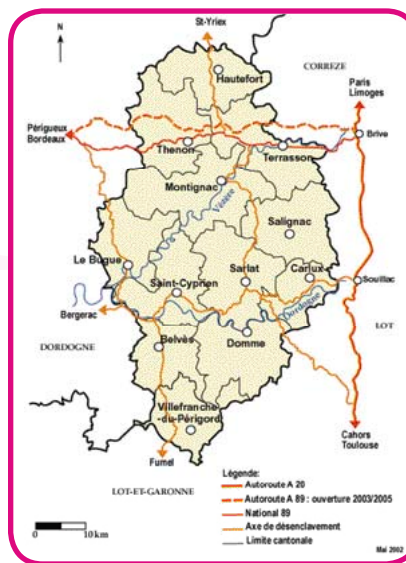 St-Yriex
N
Hautefort
CORREZE
Paris
Limoges
Périgueux
Bordeaux
Brive
Thenon
Terrasson
Montignac
Vézère
Salignac
Le Bugue
Sarlat
Carlux
Saint-Cyprien
Souillac
Dordogne
Bergerac
LOT
DORDOGNE
Belvès
Domme
Villefranche
-du-Périgord
Cahors
Toulouse
Fumel
LOT-ET-GARONNE
Légende:
Autoroute A 20
Autoroute A 89 : ouverture 2003/2005
National 89
Axe de désenclavement
Limite cantonale
0 10km
Mai 2002